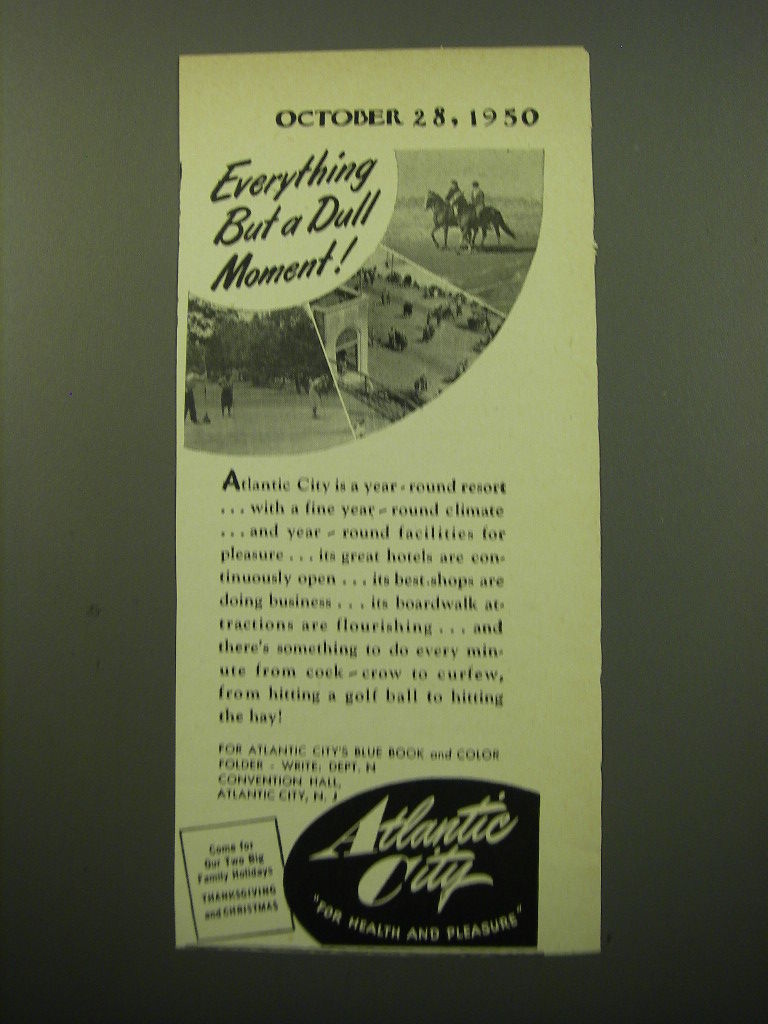 OCTOBER 28, 1950
Everything
But a Dull
Moment!
Atlantic City is a year-round resort
... with a fine year-round climate
... and year-round facilities for
pleasure ... its great hotels are con-
tinuously open ... its best shops are
doing business ... its boardwalk at-
tractions are flourishing ... and
there's something to do every min-
ute from cock-crow to curfew,
from hitting a golf ball to hitting
the hay!
FOR ATLANTIC CITY'S BLUE BOOK and COLOR
FOLDER - WRITE: DEPT. N
CONVENTION HALL,
ATLANTIC CITY, N. J
Come for
Our Two Big
Family Holidays
THANKSGIVING
and CHRISTMAS
Atlantic
City
"FOR HEALTH AND PLEASURE"